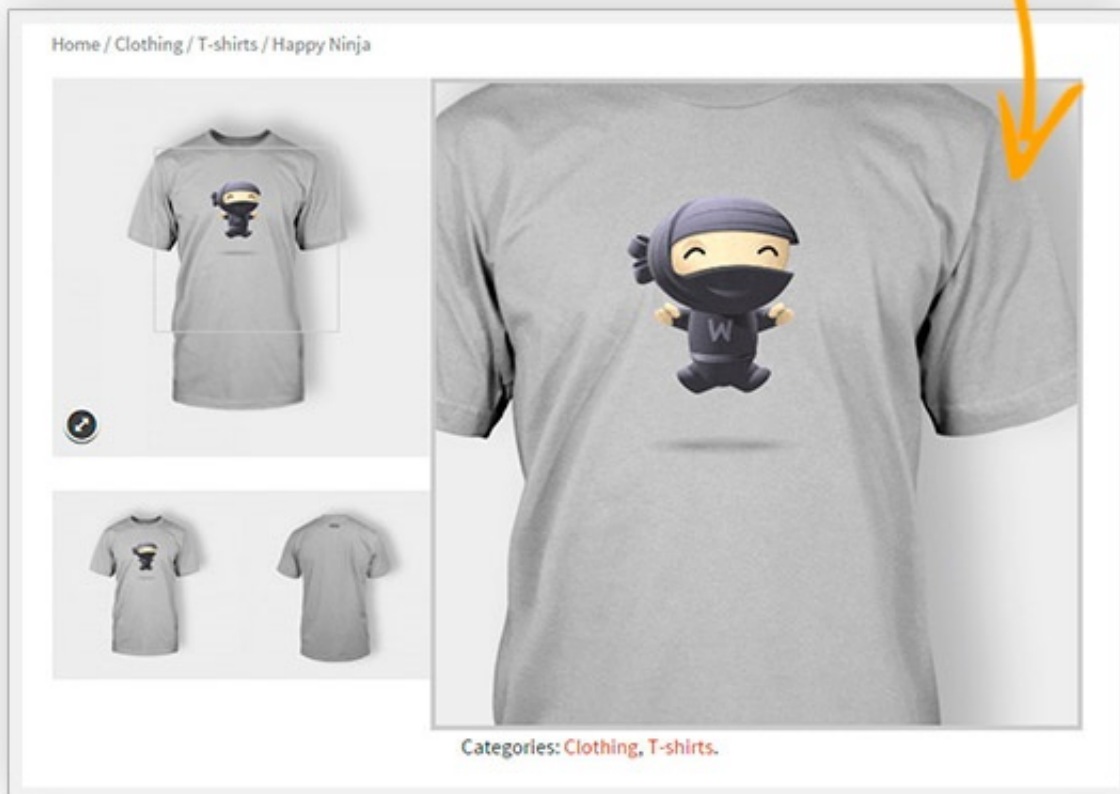 Home / Clothing / T-shirts / Happy Ninja
W
Categories: Clothing, T-shirts.